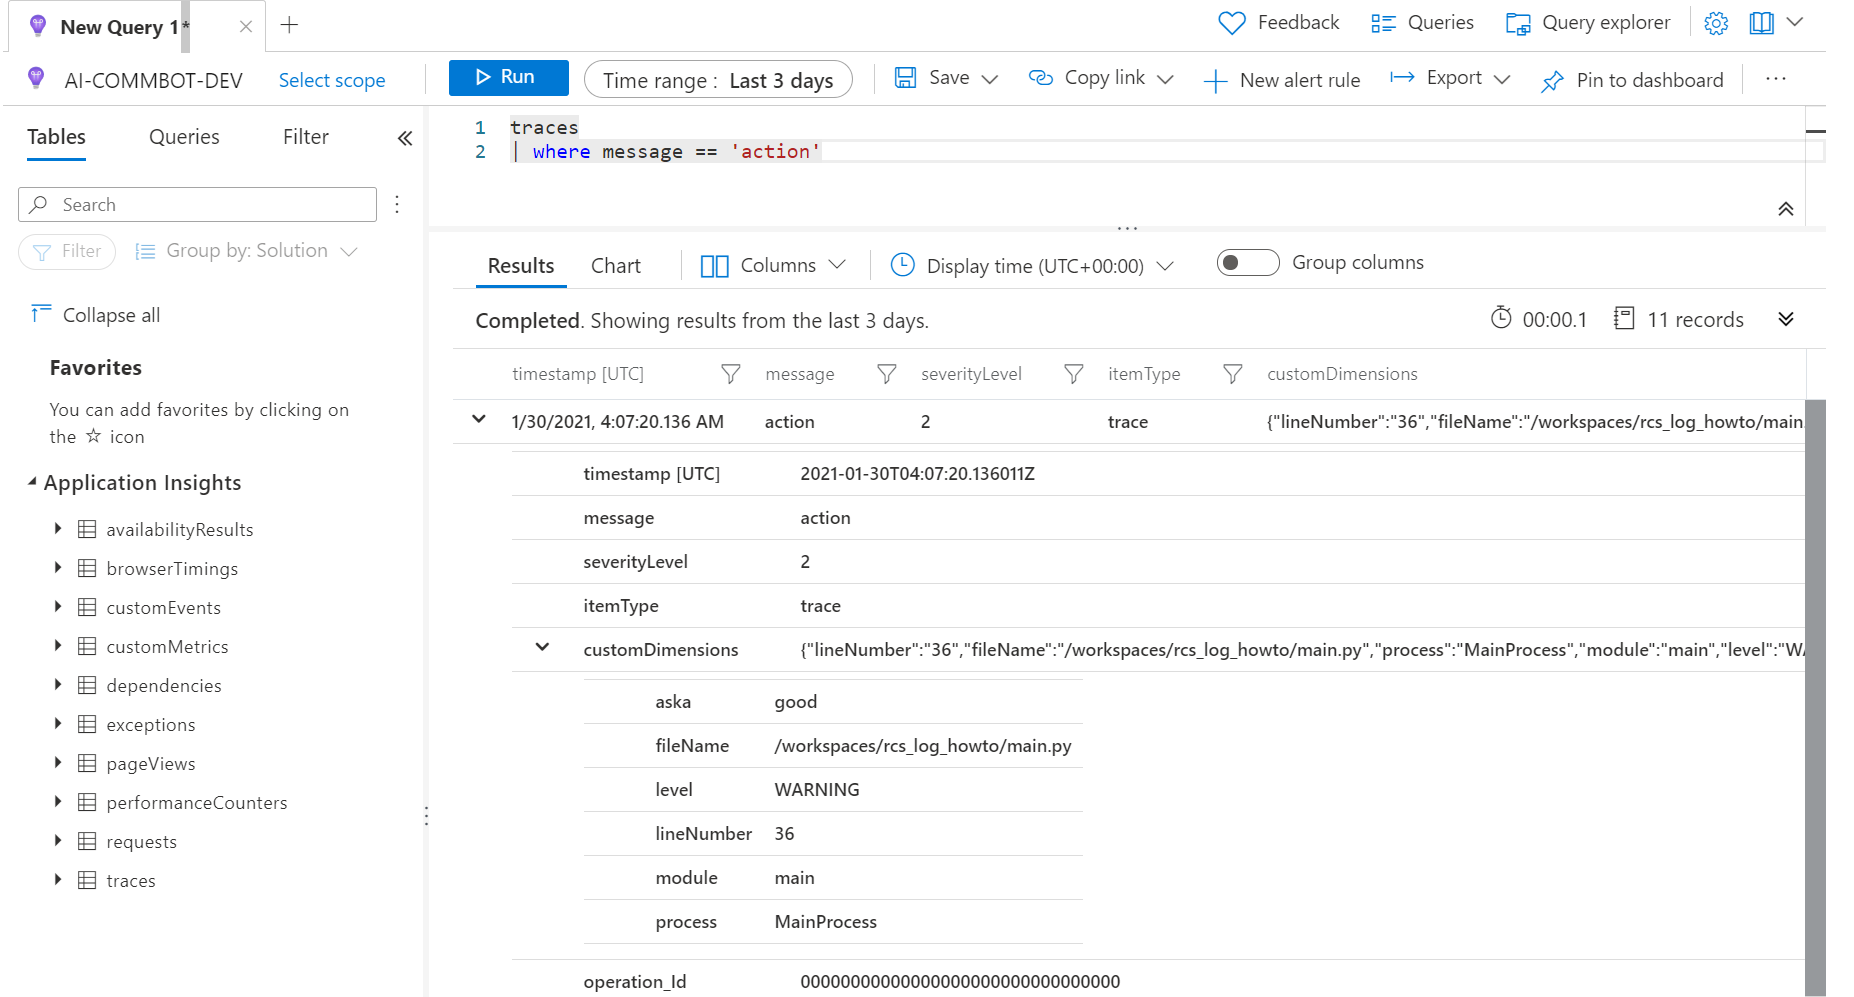 New Query 1*
Feedback
Queries
Query explorer
AI-COMMBOT-DEV
Select scope
Run
Time range : Last 3 days
Save
Copy link
New alert rule
Export
Pin to dashboard
Tables
Queries
Filter
Search
Filter
Group by: Solution
Collapse all
Favorites
You can add favorites by clicking on
the ☆ icon
Application Insights
availabilityResults
browserTimings
customEvents
customMetrics
dependencies
exceptions
pageViews
performanceCounters
requests
traces
1 traces
2 | where message == 'action'
Results
Chart
Columns
Display time (UTC+00:00)
Group columns
Completed. Showing results from the last 3 days.
00:00.1
11 records
timestamp [UTC] message severityLevel itemType customDimensions
1/30/2021, 4:07:20.136 AM action 2 trace {"lineNumber":"36","fileName":"/workspaces/rcs_log_howto/main.
timestamp [UTC] 2021-01-30T04:07:20.136011Z
message action
severityLevel 2
itemType trace
customDimensions {"lineNumber":"36","fileName":"/workspaces/rcs_log_howto/main.py","process":"MainProcess","module":"main","level":"WA
aska good
fileName /workspaces/rcs_log_howto/main.py
level WARNING
lineNumber 36
module main
process MainProcess
operation_Id 00000000000000000000000000000000